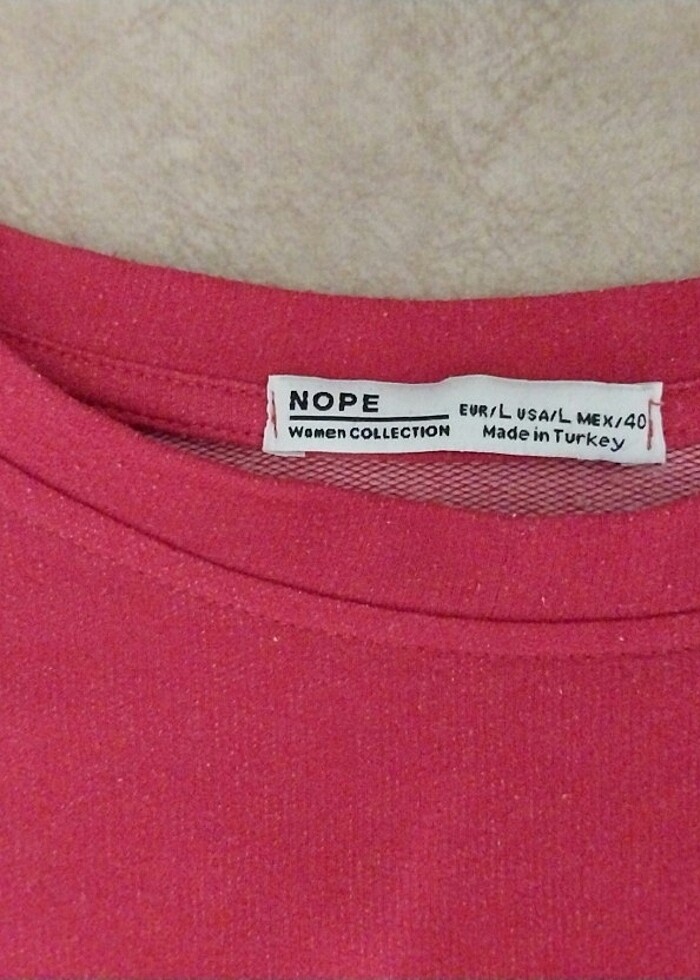 NOPE
Women COLLECTION
EUR/L USA/L MEX/40
Made in Turkey